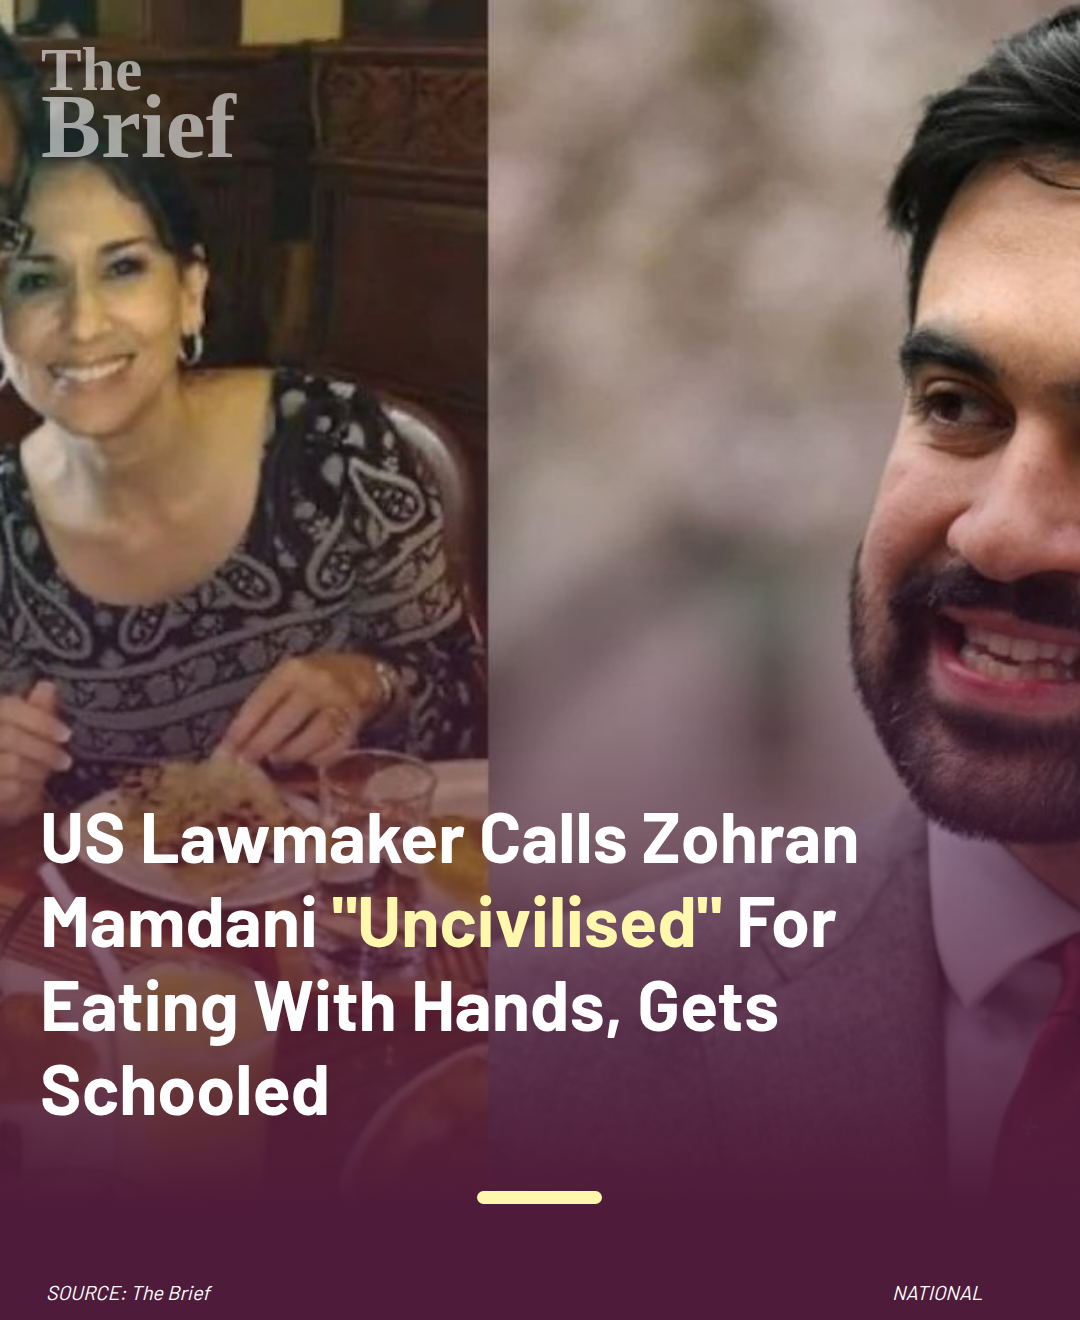 The
Brief
US Lawmaker Calls Zohran
Mamdani "Uncivilised" For
Eating With Hands, Gets
Schooled
SOURCE: The Brief
NATIONAL